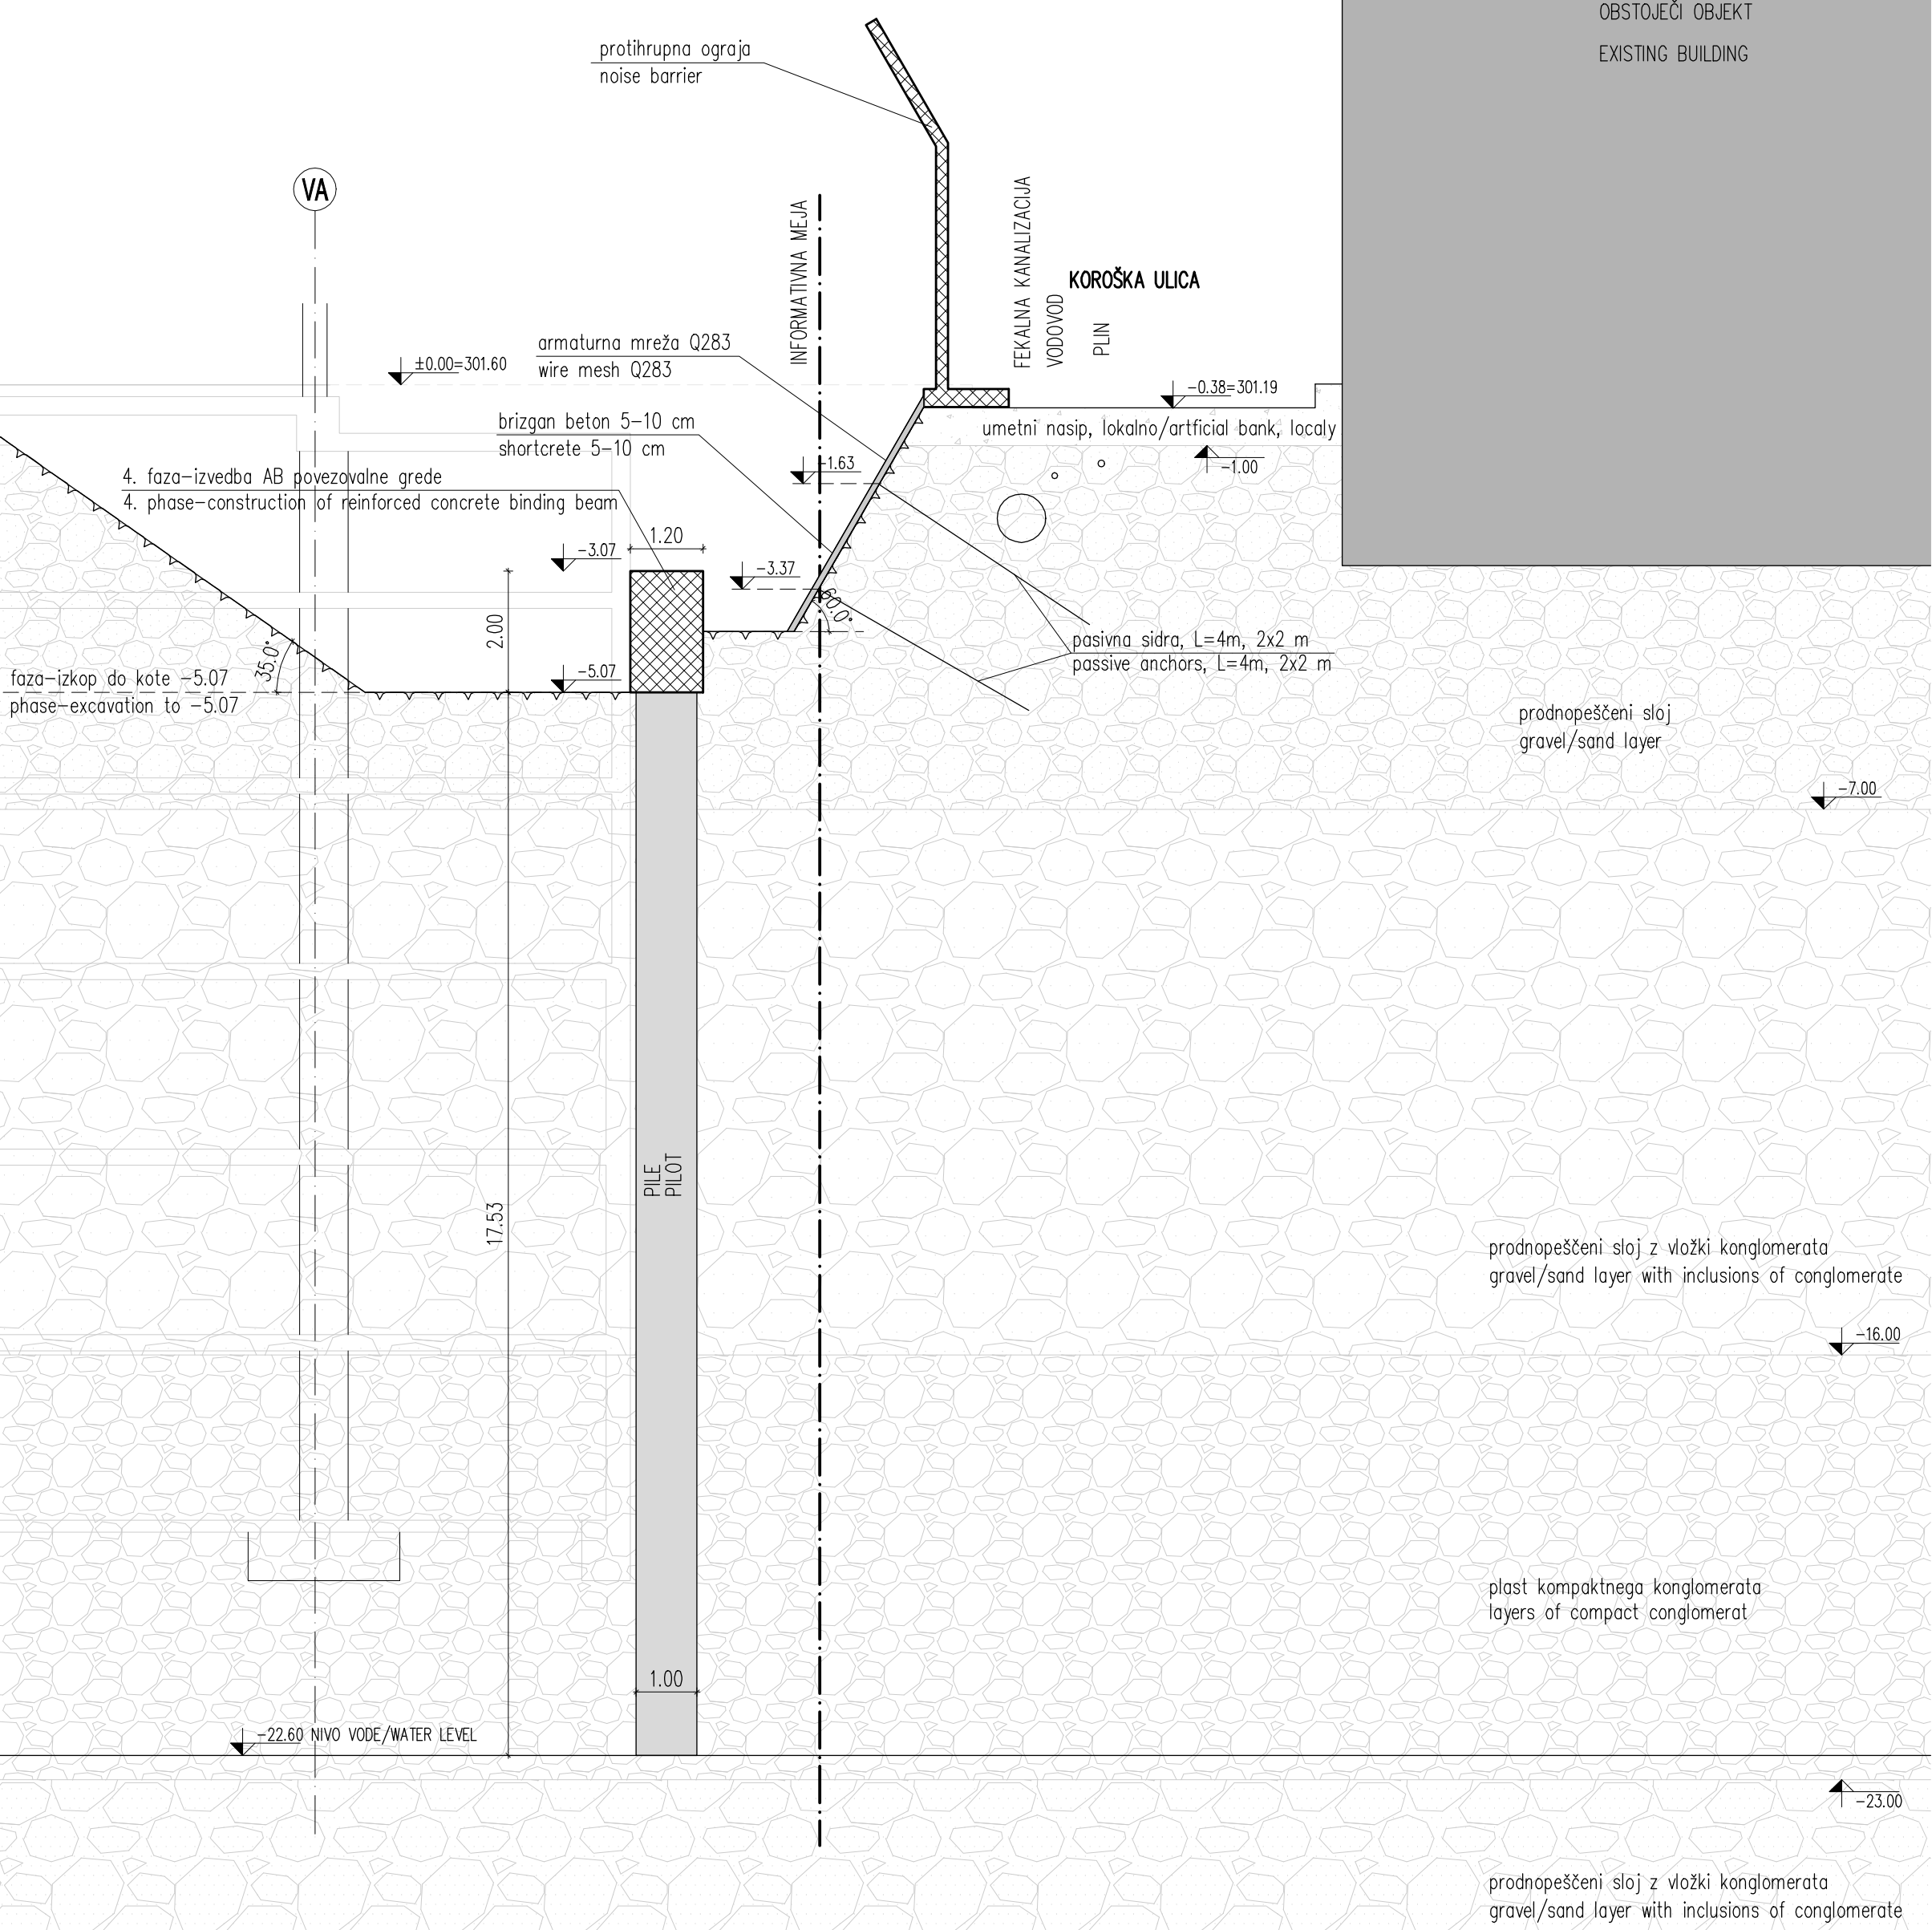 OBSTOJEČI OBJEKT
EXISTING BUILDING
protihrupna ograja
noise barrier
VA
INFORMATIVNA MEJA
FEKALNA KANALIZACIJA
VODOVOD
PLIN
KOROŠKA ULICA
armaturna mreža Q283
wire mesh Q283
±0.00=301.60
-0.38=301.19
brizgan beton 5-10 cm
shortcrete 5-10 cm
umetni nasip, lokalno/artficial bank, localy
-1.63
-1.00
4. faza-izvedba AB povezovalne grede
4. phase-construction of reinforced concrete binding beam
1.20
-3.07
-3.37
60.0°
2.00
pasivna sidra, L=4m, 2x2 m
passive anchors, L=4m, 2x2 m
35.0°
-5.07
faza-izkop do kote -5.07
phase-excavation to -5.07
prodnopeščeni sloj
gravel/sand layer
-7.00
PILE
PILOT
17.53
prodnopeščeni sloj z vložki konglomerata
gravel/sand layer with inclusions of conglomerate
-16.00
plast kompaktnega konglomerata
layers of compact conglomerat
1.00
-22.60 NIVO VODE/WATER LEVEL
-23.00
prodnopeščeni sloj z vložki konglomerata
gravel/sand layer with inclusions of conglomerate